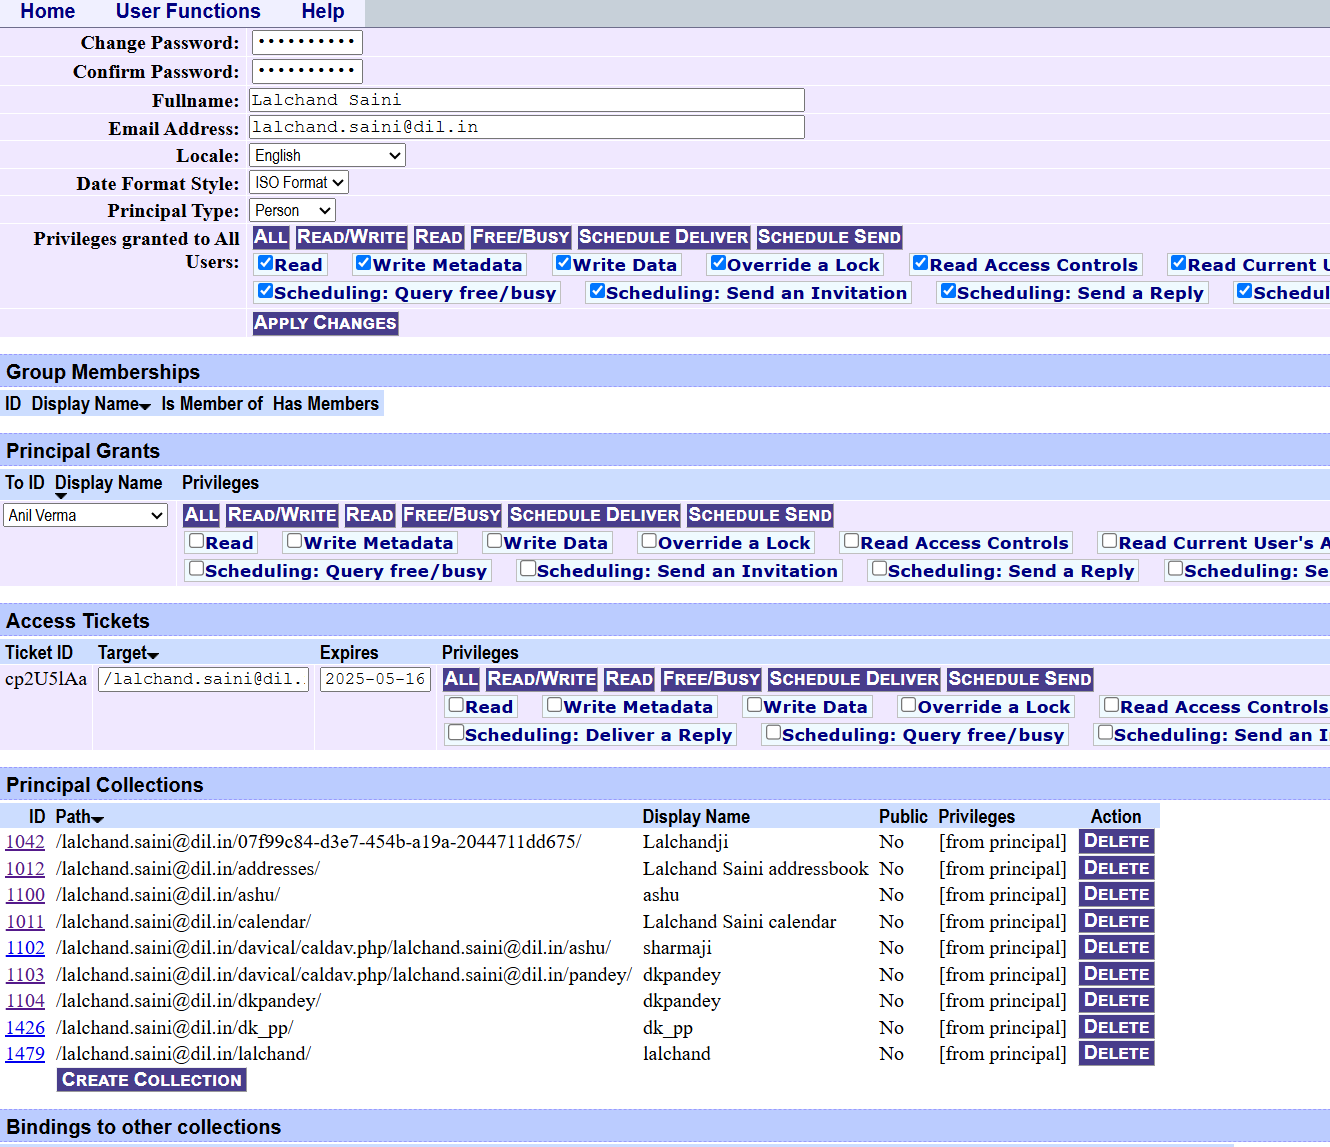 Home User Functions Help
Change Password: ••••••••••
Confirm Password: ••••••••••
Fullname: Lalchand Saini
Email Address: lalchand.saini@dil.in
Locale: English
Date Format Style: ISO Format
Principal Type: Person
Privileges granted to All Users: ALL READ/WRITE READ FREE/BUSY SCHEDULE DELIVER SCHEDULE SEND
Read Write Metadata Write Data Override a Lock Read Access Controls Read Current U
Scheduling: Query free/busy Scheduling: Send an Invitation Scheduling: Send a Reply Schedul
APPLY CHANGES
Group Memberships
ID Display Name Is Member of Has Members
Principal Grants
To ID Display Name Privileges
Anil Verma ALL READ/WRITE READ FREE/BUSY SCHEDULE DELIVER SCHEDULE SEND
Read Write Metadata Write Data Override a Lock Read Access Controls Read Current User's A
Scheduling: Query free/busy Scheduling: Send an Invitation Scheduling: Send a Reply Scheduling: Se
Access Tickets
Ticket ID Target Expires Privileges
cp2U5lAa /lalchand.saini@dil. 2025-05-16 ALL READ/WRITE READ FREE/BUSY SCHEDULE DELIVER SCHEDULE SEND
Read Write Metadata Write Data Override a Lock Read Access Controls
Scheduling: Deliver a Reply Scheduling: Query free/busy Scheduling: Send an I
Principal Collections
ID Path Display Name Public Privileges Action
1042 /lalchand.saini@dil.in/07f99c84-d3e7-454b-a19a-2044711dd675/ Lalchandji No [from principal] DELETE
1012 /lalchand.saini@dil.in/addresses/ Lalchand Saini addressbook No [from principal] DELETE
1100 /lalchand.saini@dil.in/ashu/ ashu No [from principal] DELETE
1011 /lalchand.saini@dil.in/calendar/ Lalchand Saini calendar No [from principal] DELETE
1102 /lalchand.saini@dil.in/davical/caldav.php/lalchand.saini@dil.in/ashu/ sharmaji No [from principal] DELETE
1103 /lalchand.saini@dil.in/davical/caldav.php/lalchand.saini@dil.in/pandey/ dkpandey No [from principal] DELETE
1104 /lalchand.saini@dil.in/dkpandey/ dkpandey No [from principal] DELETE
1426 /lalchand.saini@dil.in/dk_pp/ dk_pp No [from principal] DELETE
1479 /lalchand.saini@dil.in/lalchand/ lalchand No [from principal] DELETE
CREATE COLLECTION
Bindings to other collections